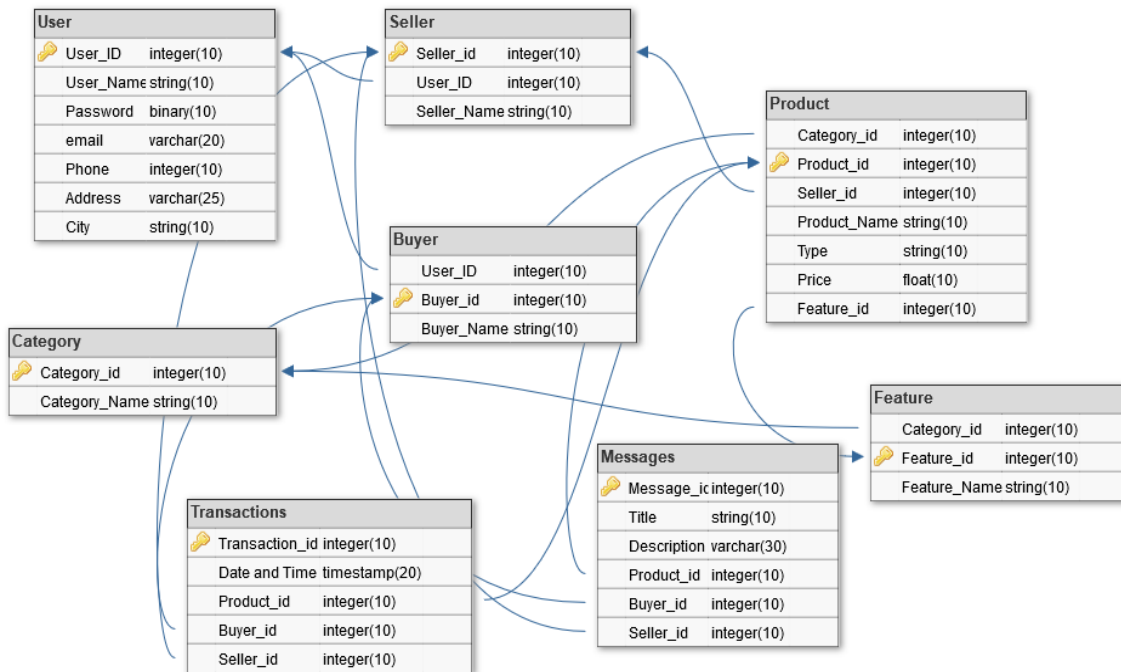 User
User_ID integer(10)
User_Name string(10)
Password binary(10)
email varchar(20)
Phone integer(10)
Address varchar(25)
City string(10)
Seller
Seller_id integer(10)
User_ID integer(10)
Seller_Name string(10)
Product
Category_id integer(10)
Product_id integer(10)
Seller_id integer(10)
Product_Name string(10)
Type string(10)
Price float(10)
Feature_id integer(10)
Buyer
User_ID integer(10)
Buyer_id integer(10)
Buyer_Name string(10)
Category
Category_id integer(10)
Category_Name string(10)
Feature
Category_id integer(10)
Feature_id integer(10)
Feature_Name string(10)
Messages
Message_id integer(10)
Title string(10)
Description varchar(30)
Product_id integer(10)
Buyer_id integer(10)
Seller_id integer(10)
Transactions
Transaction_id integer(10)
Date and Time timestamp(20)
Product_id integer(10)
Buyer_id integer(10)
Seller_id integer(10)